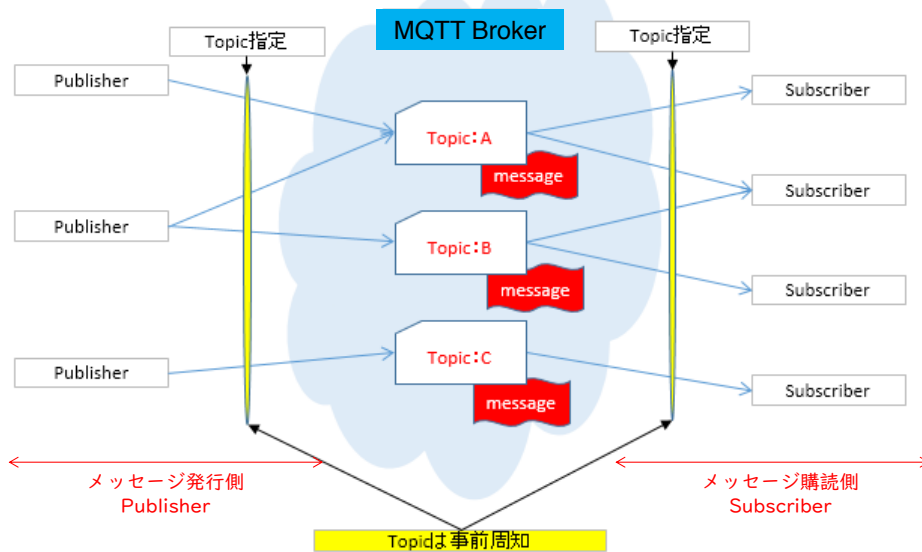 MQTT Broker
Topic指定
Topic指定
Publisher
Subscriber
Topic:A
message
Subscriber
Publisher
Topic:B
message
Subscriber
Publisher
Topic:C
message
Subscriber
メッセージ発行側
Publisher
メッセージ購読側
Subscriber
Topicは事前周知